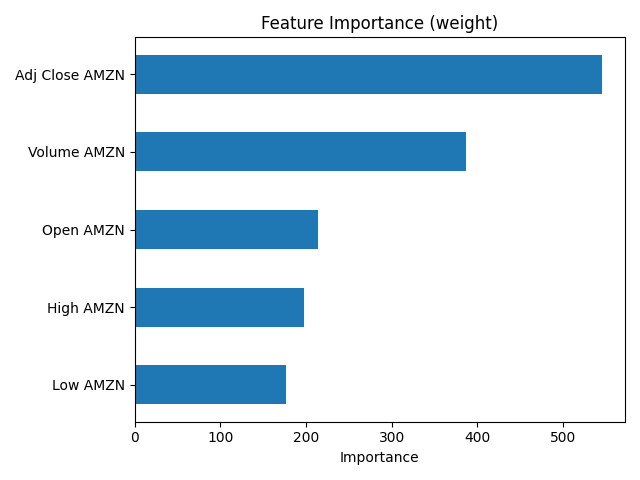 Feature Importance (weight)
Adj Close AMZN
Volume AMZN
Open AMZN
High AMZN
Low AMZN
0 100 200 300 400 500
Importance